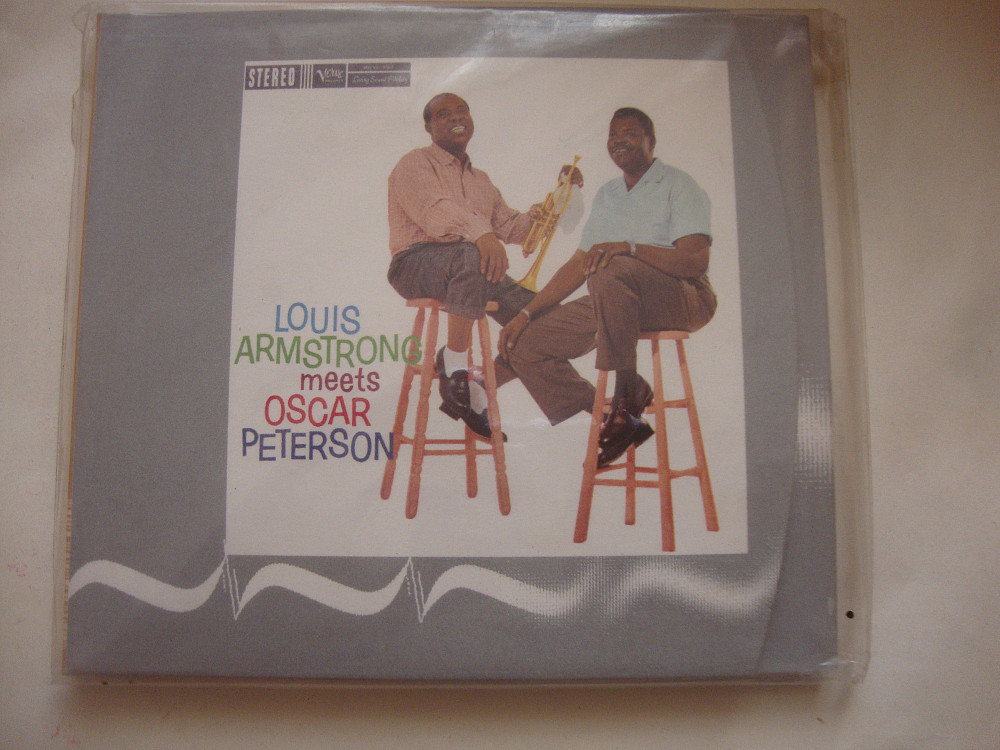 STEREO
Verve
LOUIS
ARMSTRONG
meets
OSCAR
PETERSON